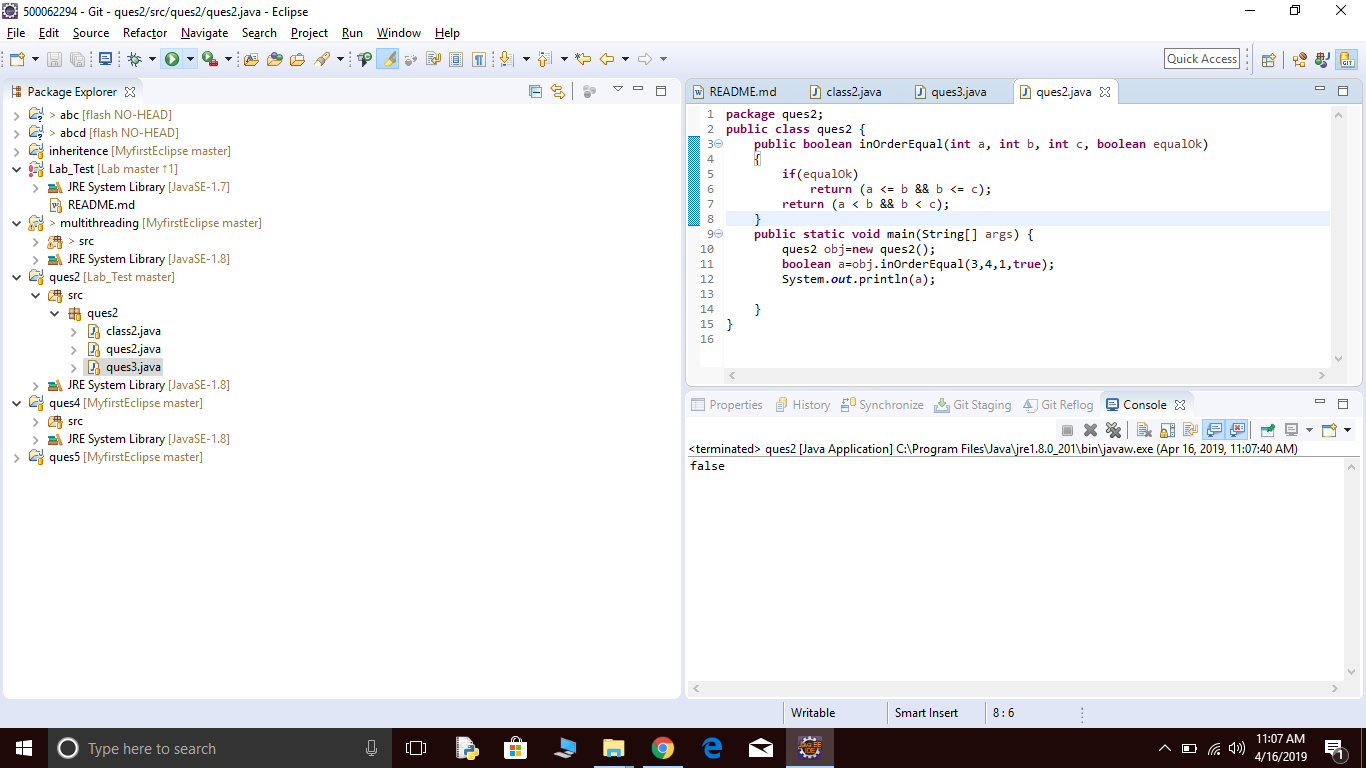 500062294 - Git - ques2/src/ques2/ques2.java - Eclipse
File Edit Source Refactor Navigate Search Project Run Window Help
Quick Access
Package Explorer
> abc [flash NO-HEAD]
> abcd [flash NO-HEAD]
inheritence [MyfirstEclipse master]
Lab_Test [Lab master ↑1]
JRE System Library [JavaSE-1.7]
README.md
> multithreading [MyfirstEclipse master]
> src
JRE System Library [JavaSE-1.8]
ques2 [Lab_Test master]
src
ques2
class2.java
ques2.java
ques3.java
JRE System Library [JavaSE-1.8]
ques4 [MyfirstEclipse master]
src
JRE System Library [JavaSE-1.8]
ques5 [MyfirstEclipse master]
README.md class2.java ques3.java ques2.java
1 package ques2;
2 public class ques2 {
3 public boolean inOrderEqual(int a, int b, int c, boolean equalOk)
4 {
5 if(equalOk)
6 return (a <= b && b <= c);
7 return (a < b && b < c);
8 }
9 public static void main(String[] args) {
10 ques2 obj=new ques2();
11 boolean a=obj.inOrderEqual(3,4,1,true);
12 System.out.println(a);
13
14 }
15 }
16
Properties History Synchronize Git Staging Git Reflog Console
<terminated> ques2 [Java Application] C:\Program Files\Java\jre1.8.0_201\bin\javaw.exe (Apr 16, 2019, 11:07:40 AM)
false
Writable Smart Insert 8 : 6
Type here to search
11:07 AM
4/16/2019
1